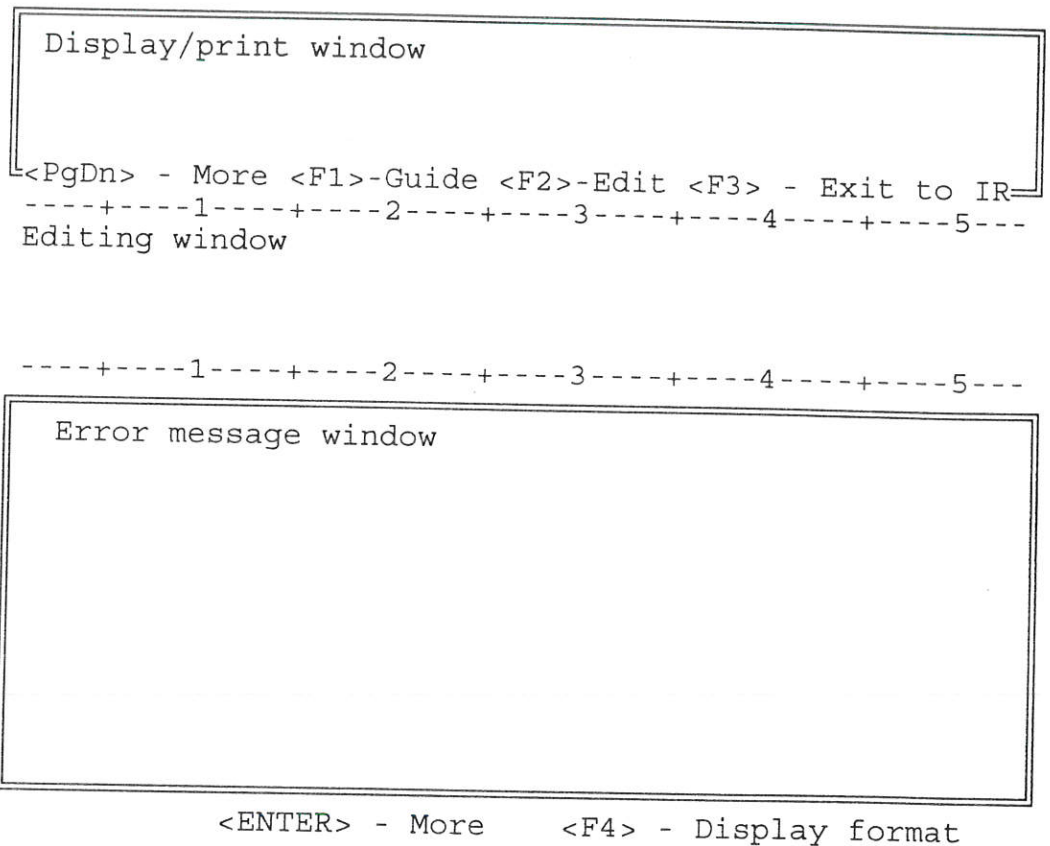 Display/print window
<PgDn> - More <F1>-Guide <F2>-Edit <F3> - Exit to IR
----+----1----+----2----+----3----+----4----+----5---
Editing window
----+----1----+----2----+----3----+----4----+----5---
Error message window
<ENTER> - More <F4> - Display format